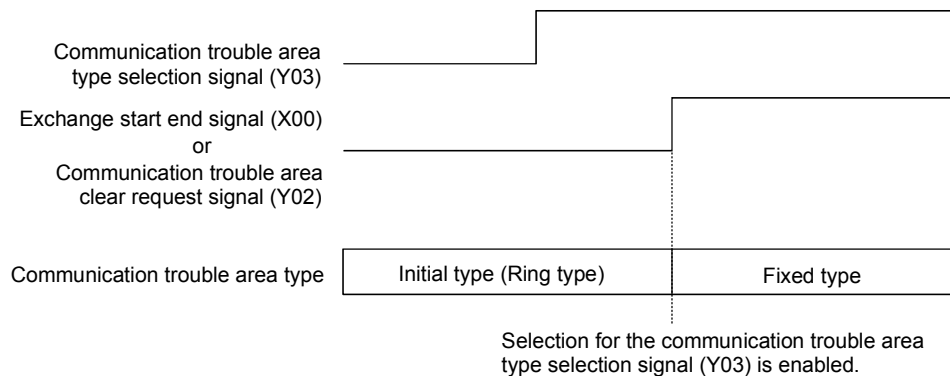 Communication trouble area
type selection signal (Y03)
Exchange start end signal (X00)
or
Communication trouble area
clear request signal (Y02)
Communication trouble area type
Initial type (Ring type)
Fixed type
Selection for the communication trouble area
type selection signal (Y03) is enabled.